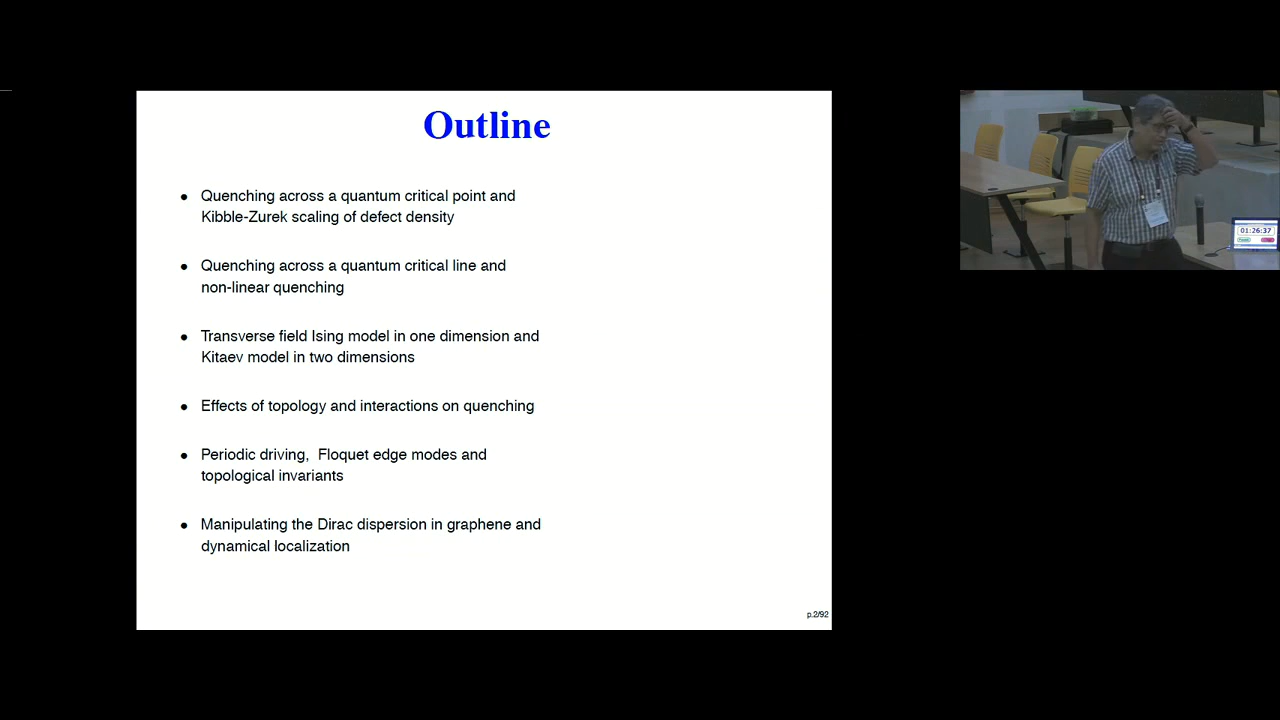 Outline
● Quenching across a quantum critical point and
Kibble-Zurek scaling of defect density
● Quenching across a quantum critical line and
non-linear quenching
● Transverse field Ising model in one dimension and
Kitaev model in two dimensions
● Effects of topology and interactions on quenching
● Periodic driving, Floquet edge modes and
topological invariants
● Manipulating the Dirac dispersion in graphene and
dynamical localization
p.2/92
01:26:37